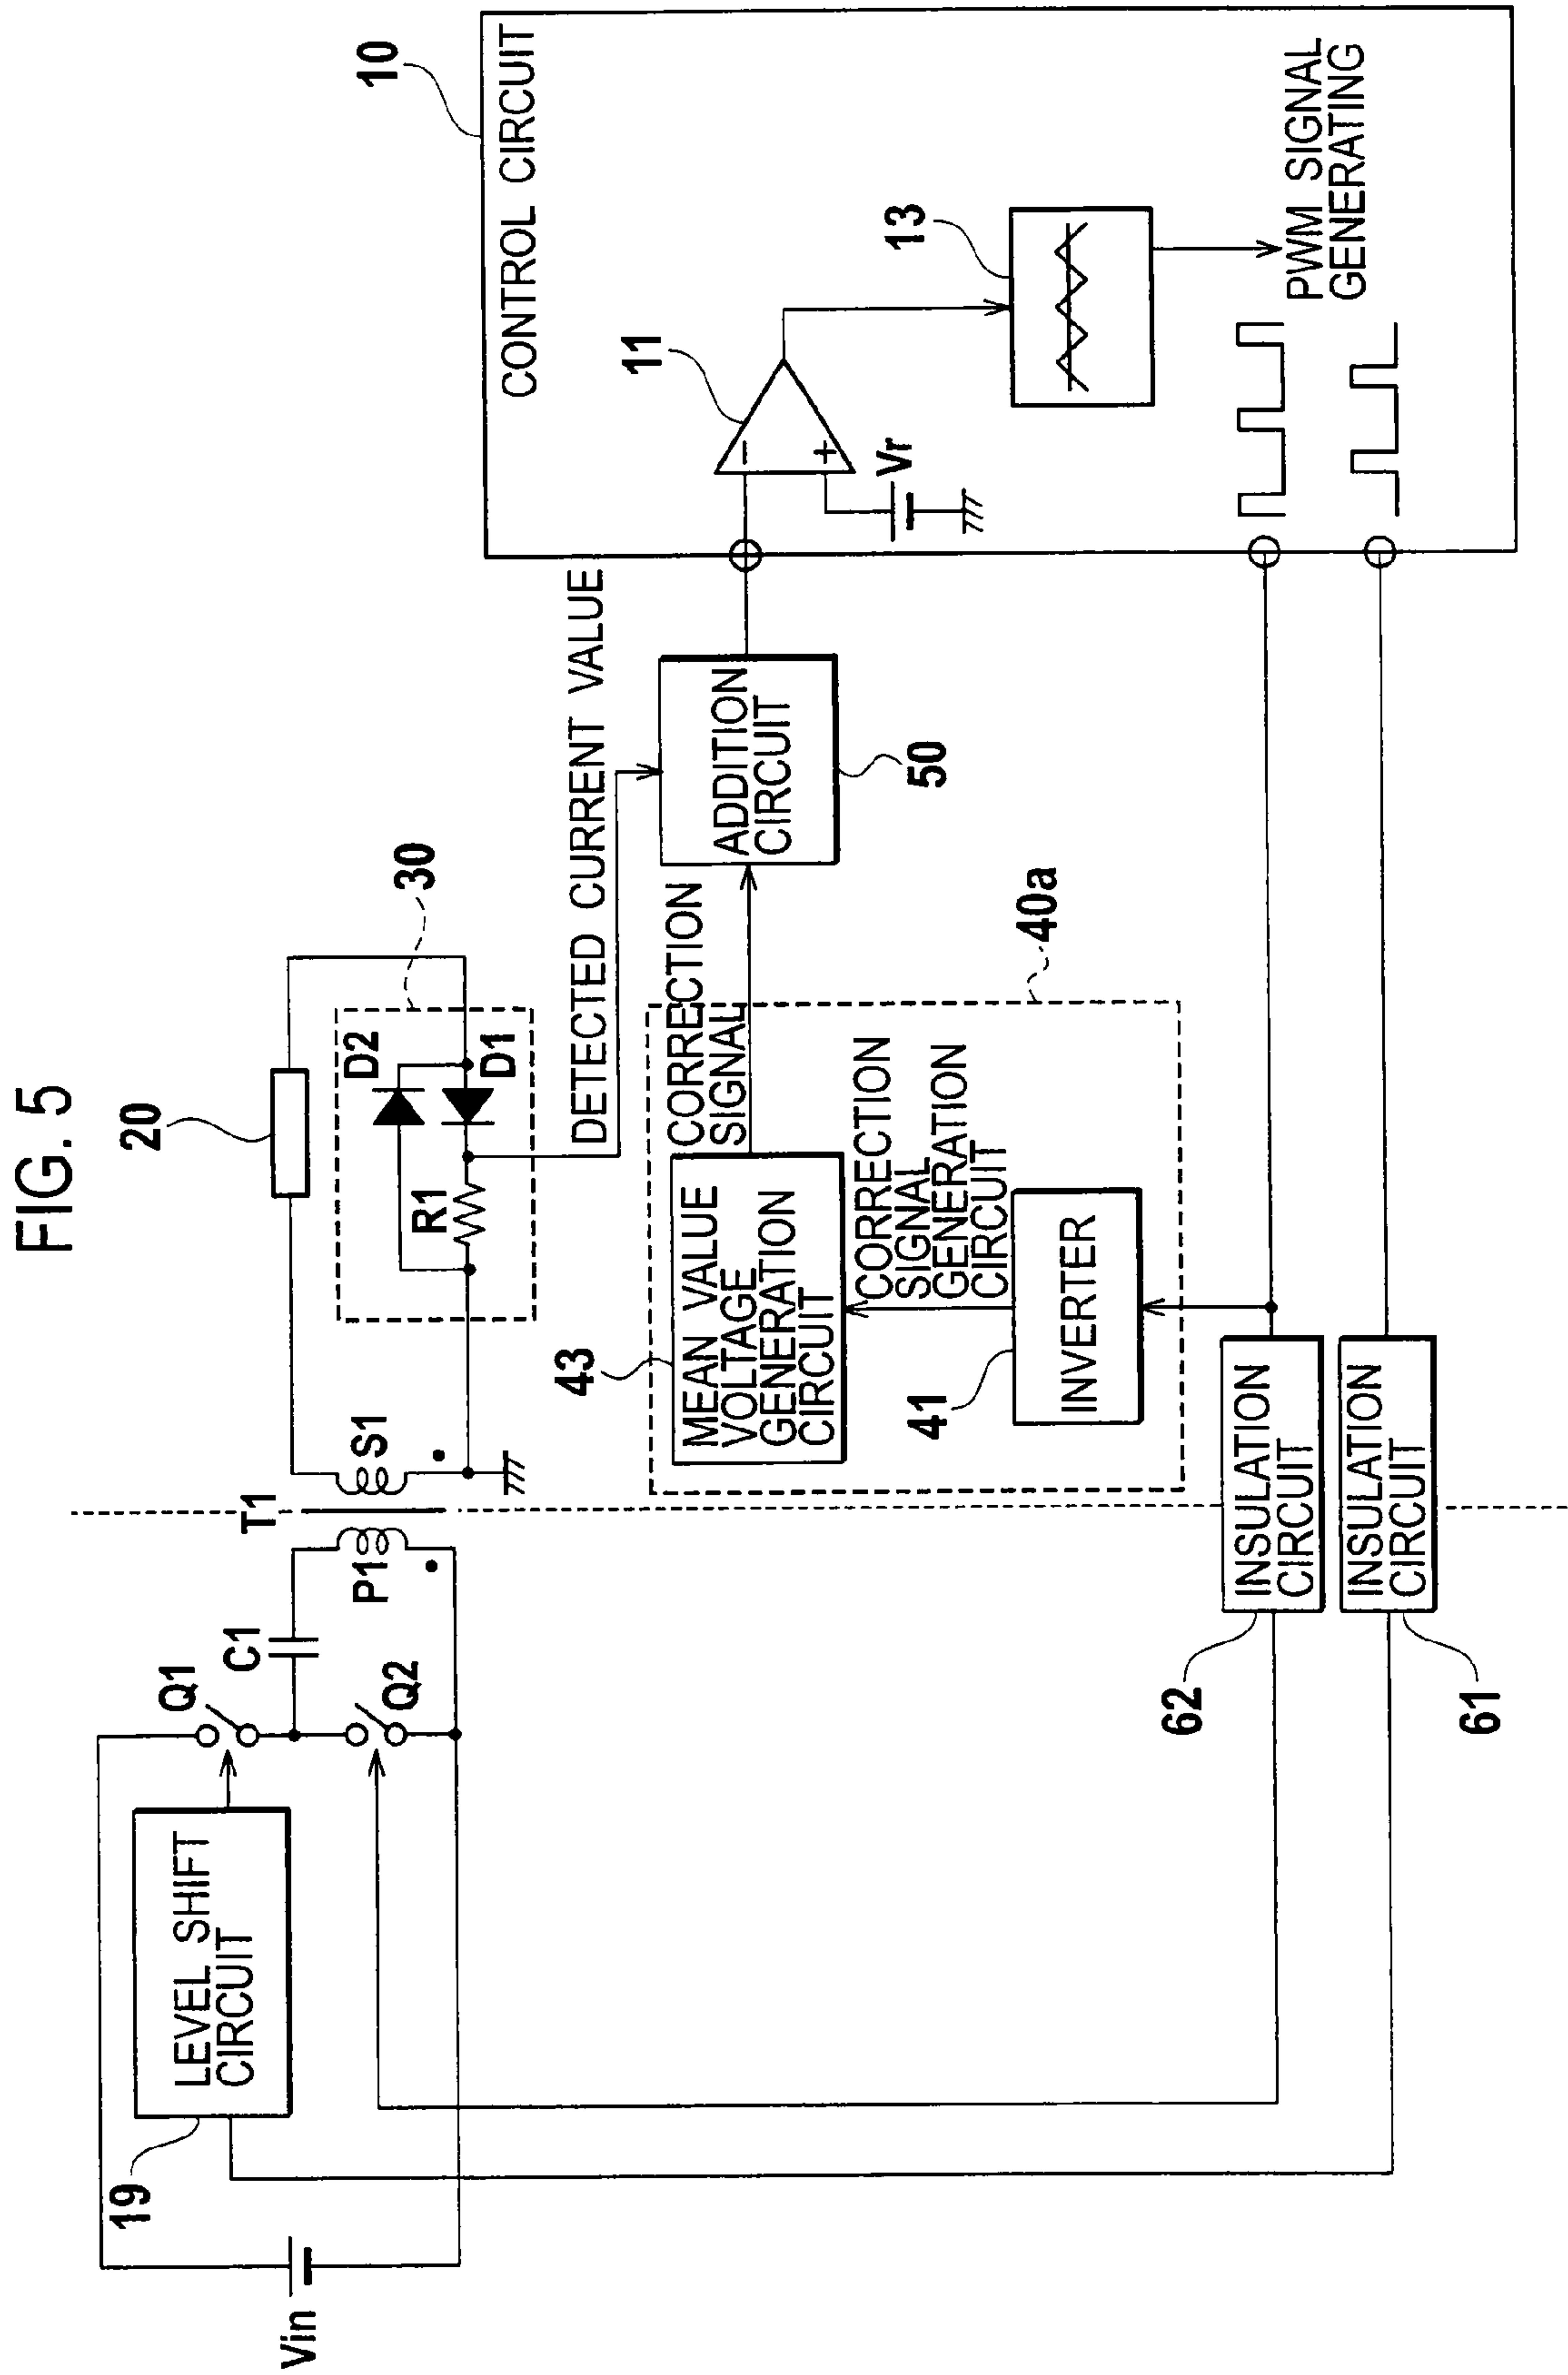 FIG. 5
Vin
19
LEVEL SHIFT
CIRCUIT
Q1
Q2
C1
P1
T1
S1
20
30
D2
D1
R1
DETECTED CURRENT VALUE
10
CONTROL CIRCUIT
11
−
+
Vr
13
PWM SIGNAL
GENERATING
ADDITION
CIRCUIT
50
CORRECTION
SIGNAL
40a
43
MEAN VALUE
VOLTAGE
GENERATION
CIRCUIT
CORRECTION
SIGNAL
GENERATION
CIRCUIT
41
INVERTER
62
INSULATION
CIRCUIT
61
INSULATION
CIRCUIT